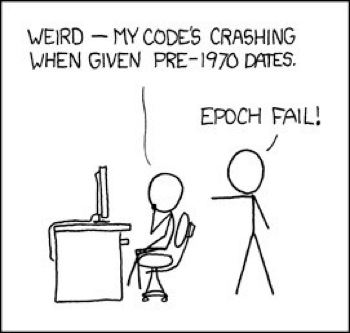 WEIRD — MY CODE'S CRASHING
WHEN GIVEN PRE-1970 DATES.
EPOCH FAIL!